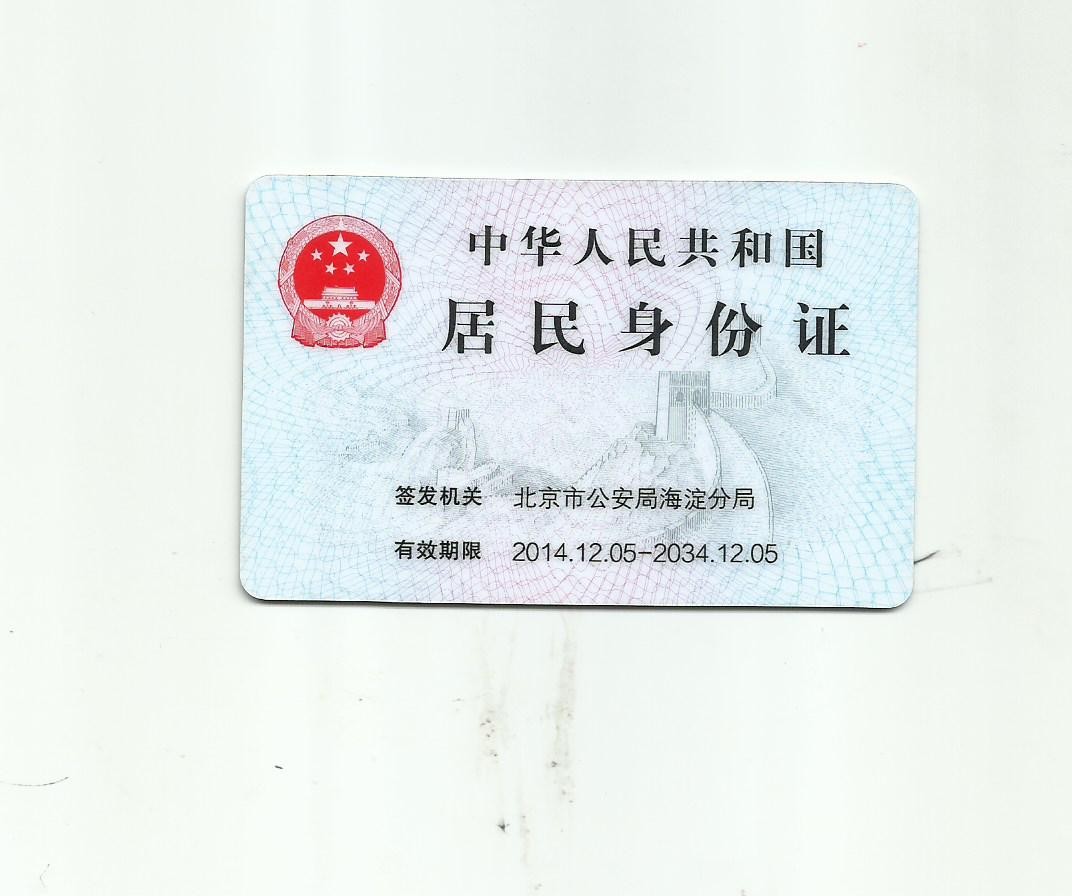 中华人民共和国
居民身份证
签发机关 北京市公安局海淀分局
有效期限 2014.12.05-2034.12.05